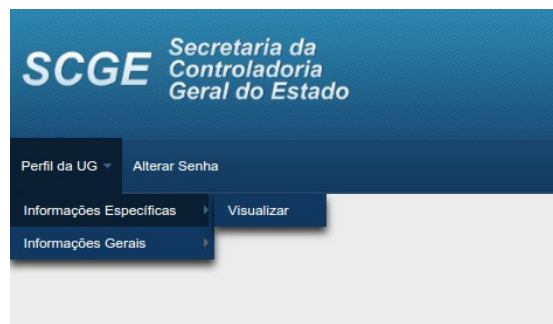 SCGE Secretaria da
Controladoria
Geral do Estado
Perfil da UG Alterar Senha
Informações Específicas Visualizar
Informações Gerais